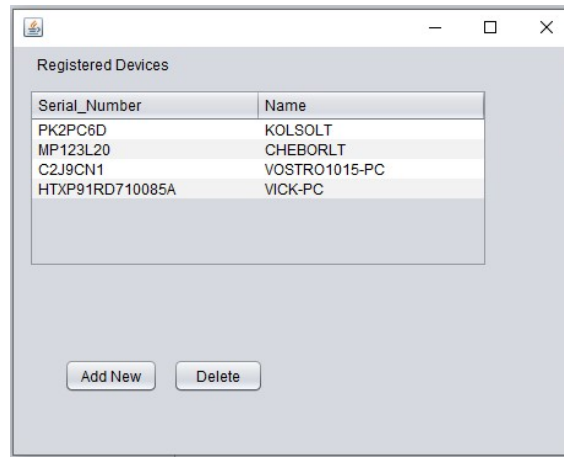 Registered Devices
Serial_Number Name
PK2PC6D KOLSOLT
MP123L20 CHEBORLT
C2J9CN1 VOSTRO1015-PC
HTXP91RD710085A VICK-PC
Add New Delete